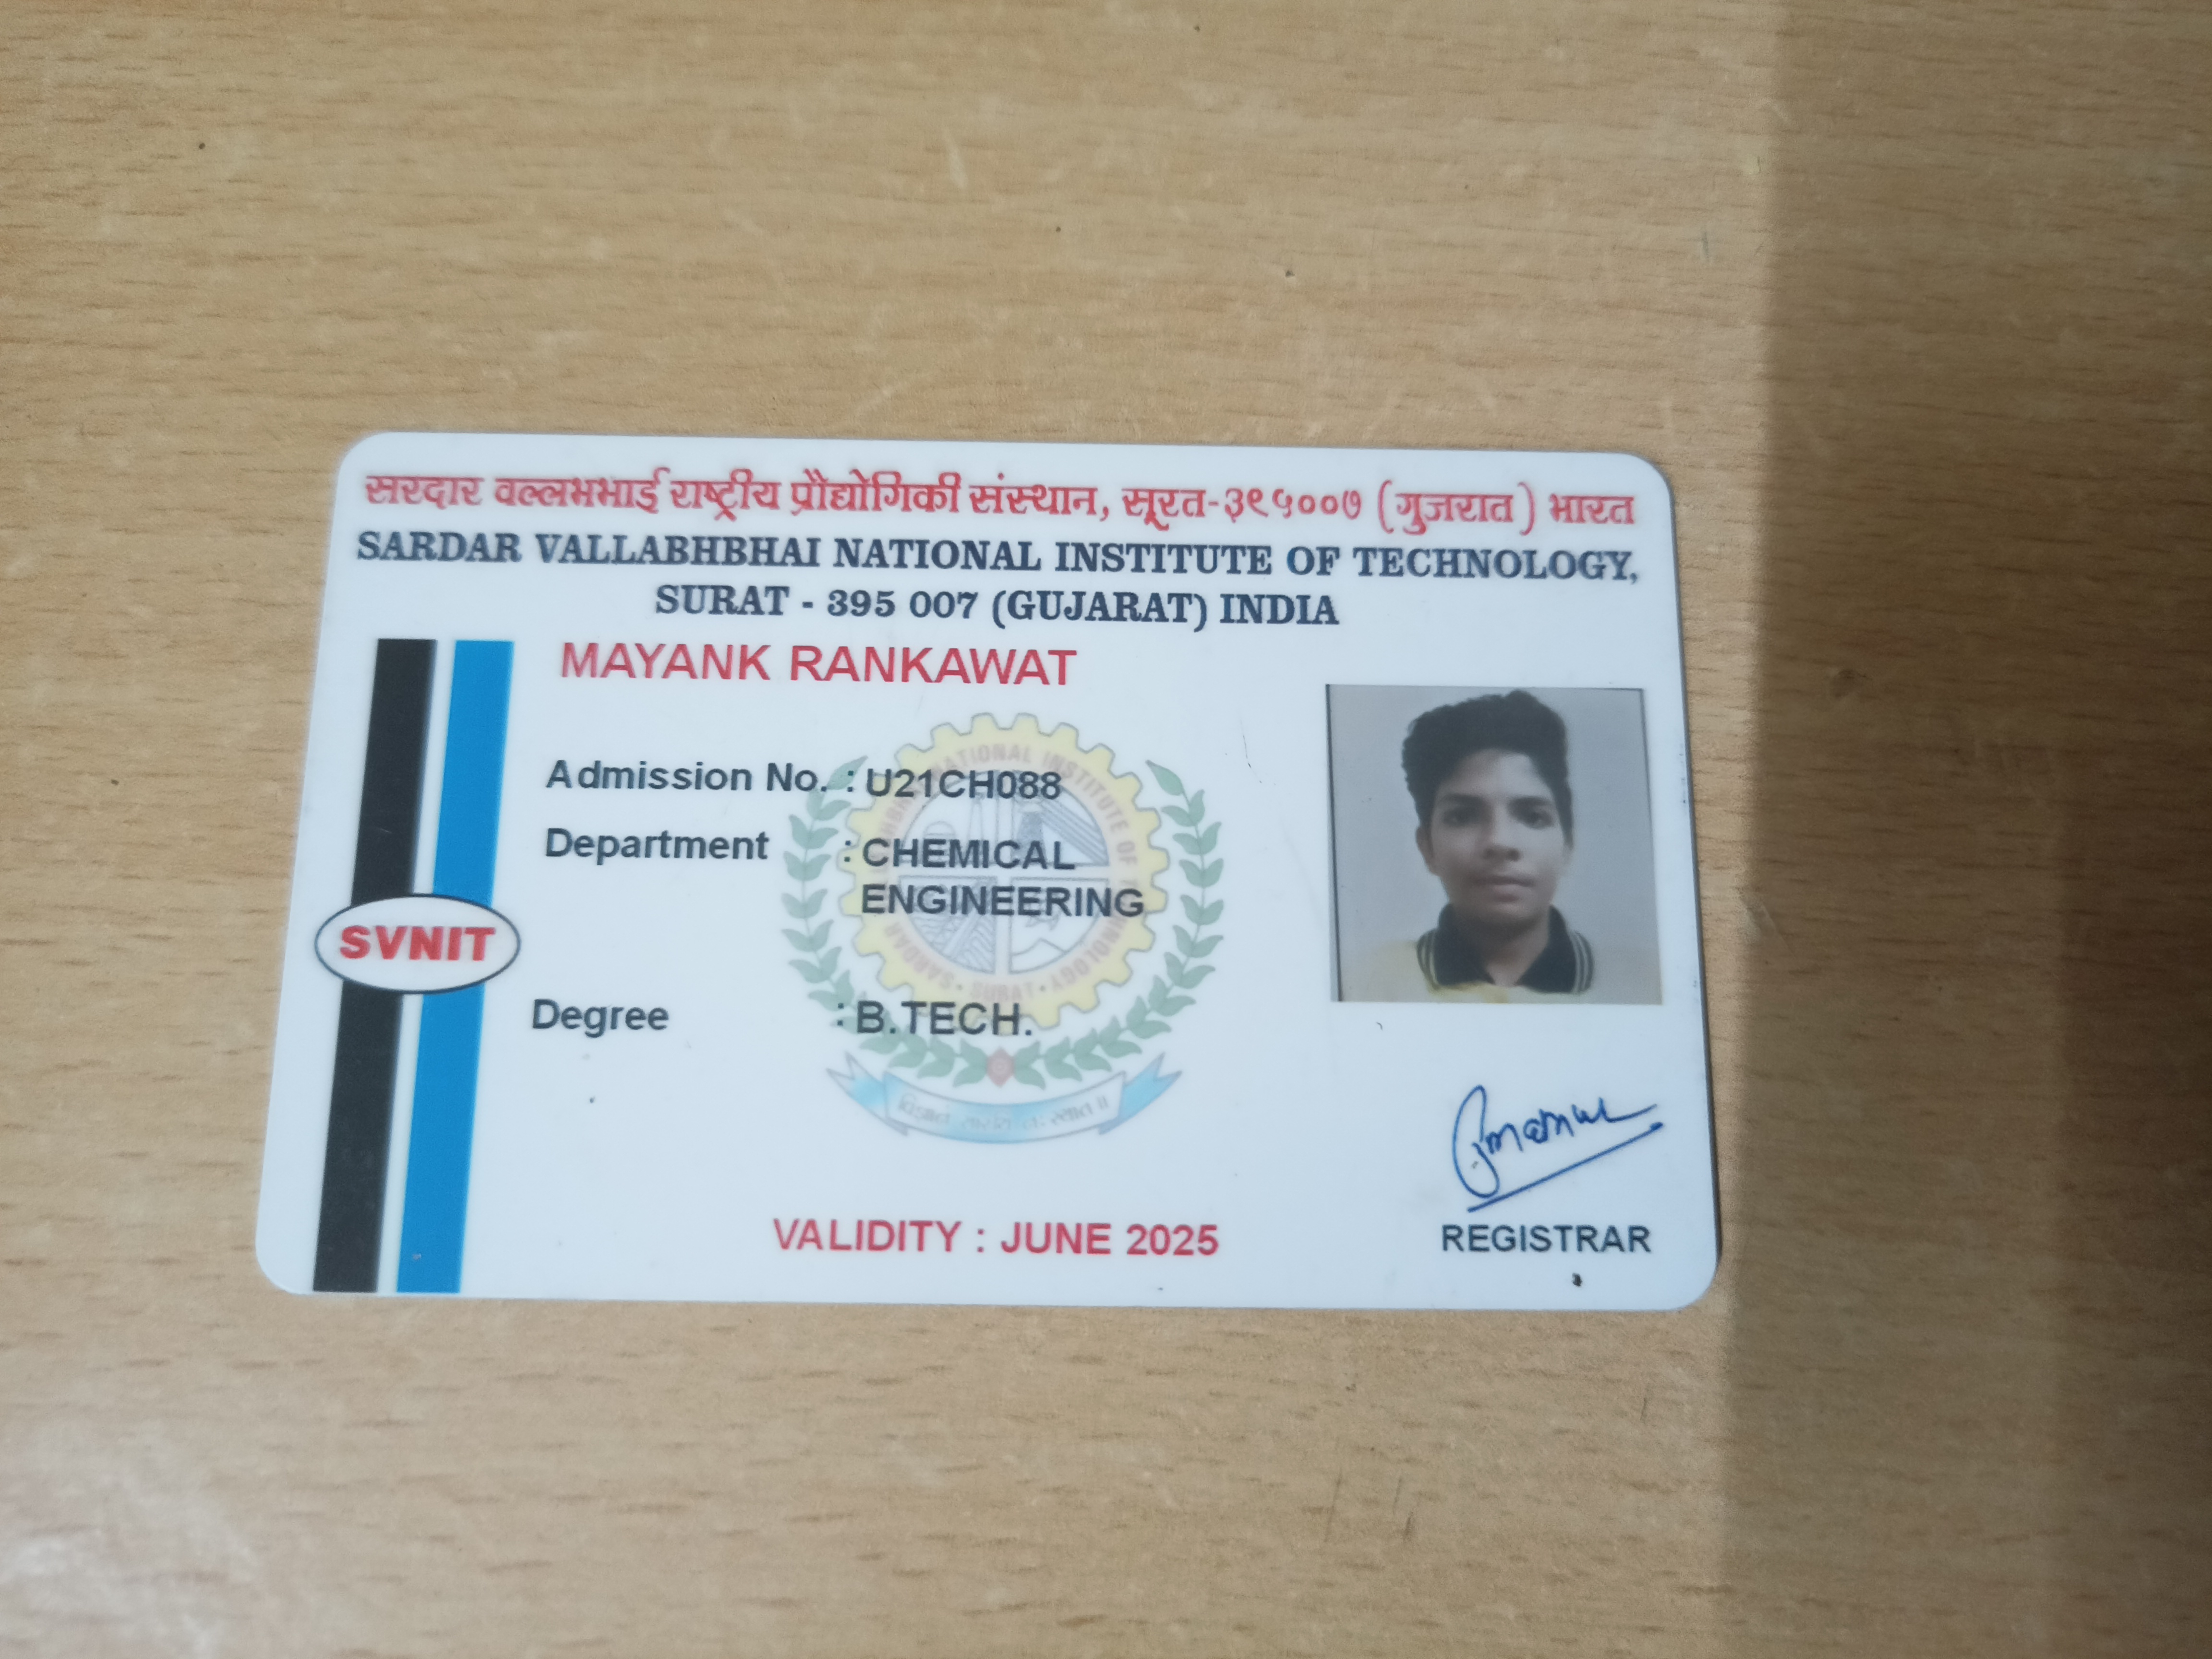 सरदार वल्लभभाई राष्ट्रीय प्रौद्योगिकी संस्थान, सूरत-३९५००७ (गुजरात) भारत
SARDAR VALLABHBHAI NATIONAL INSTITUTE OF TECHNOLOGY,
SURAT - 395 007 (GUJARAT) INDIA
MAYANK RANKAWAT
Admission No. : U21CH088
Department : CHEMICAL
ENGINEERING
SVNIT
Degree : B.TECH.
VALIDITY : JUNE 2025
REGISTRAR